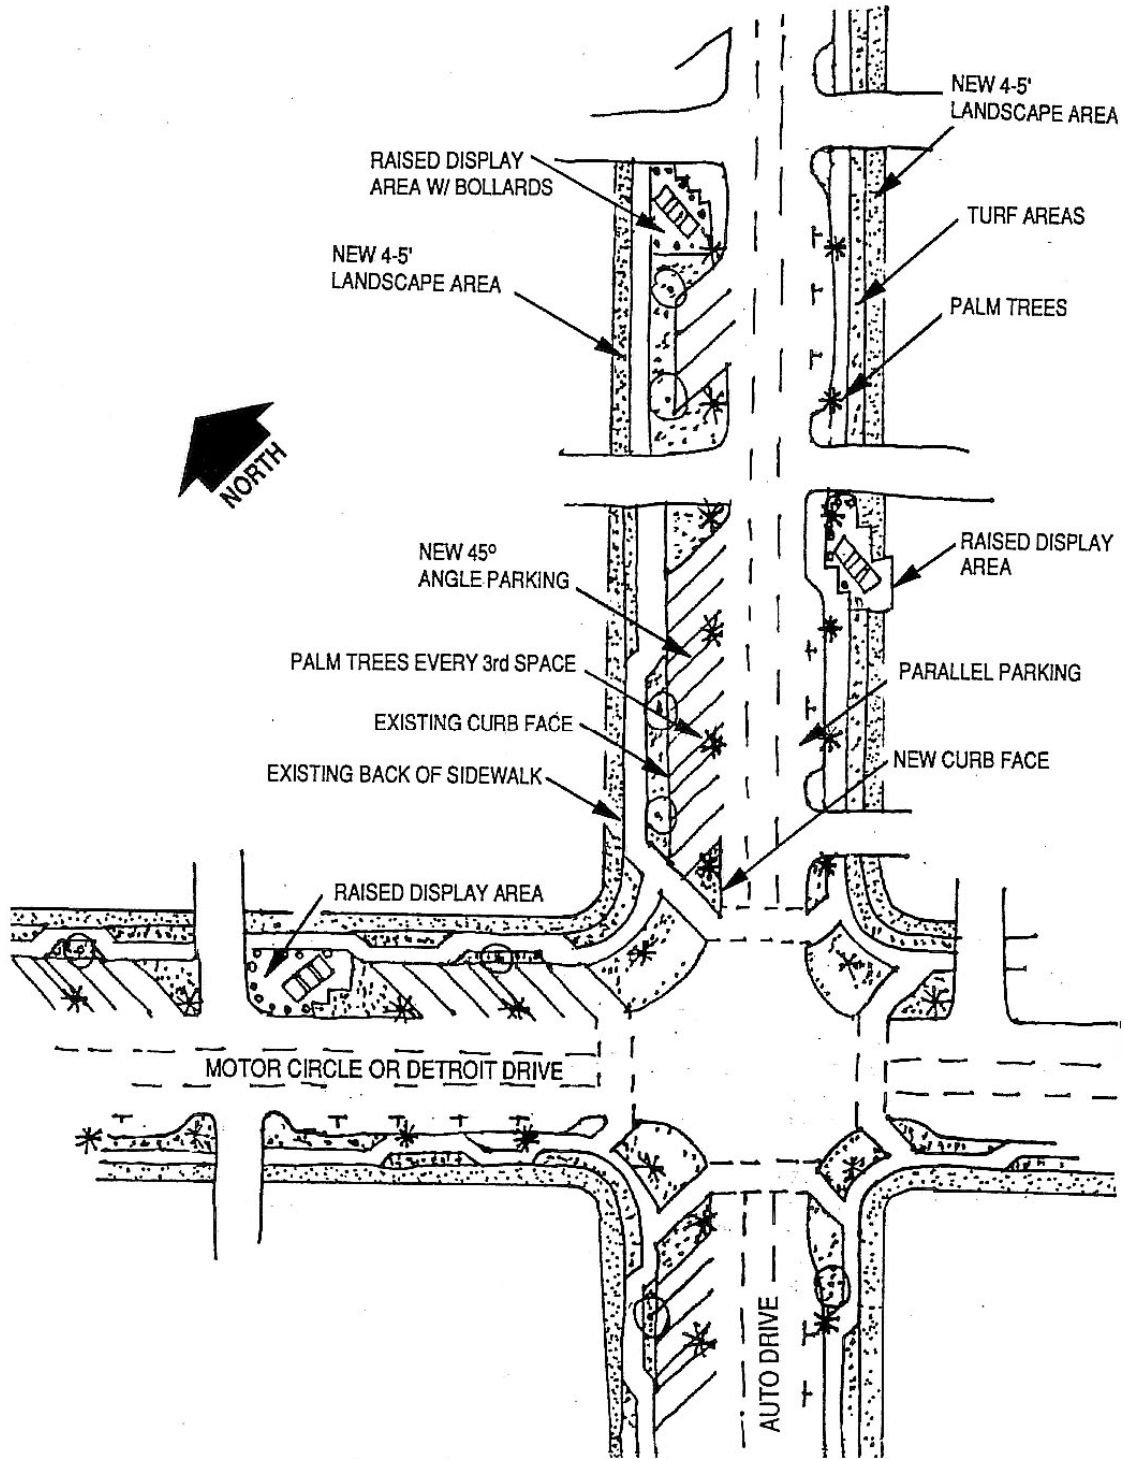 NEW 4-5'
LANDSCAPE AREA
RAISED DISPLAY
AREA W/ BOLLARDS
TURF AREAS
NEW 4-5'
LANDSCAPE AREA
PALM TREES
NORTH
NEW 45º
ANGLE PARKING
RAISED DISPLAY
AREA
PALM TREES EVERY 3rd SPACE
PARALLEL PARKING
EXISTING CURB FACE
NEW CURB FACE
EXISTING BACK OF SIDEWALK
RAISED DISPLAY AREA
MOTOR CIRCLE OR DETROIT DRIVE
AUTO DRIVE